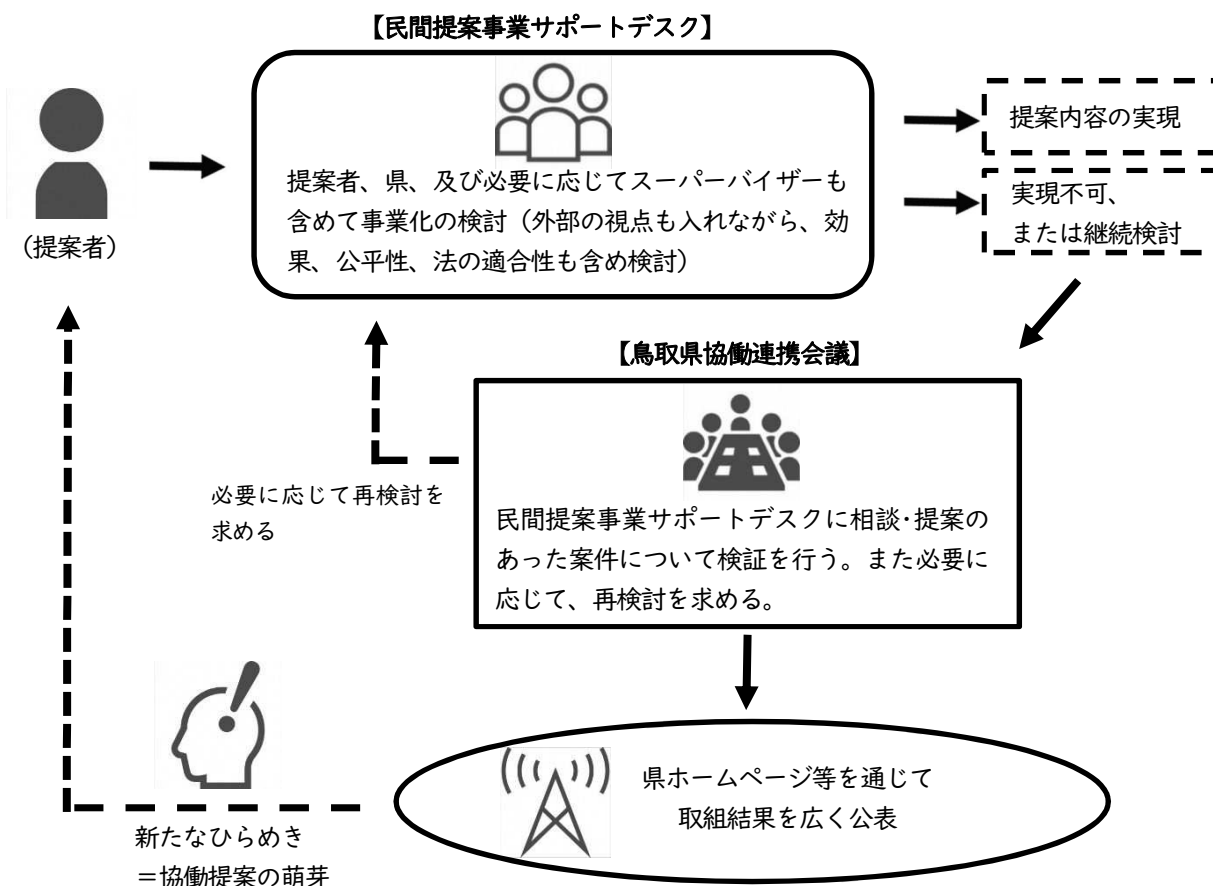 【民間提案事業サポートデスク】
提案者、県、及び必要に応じてスーパーバイザーも
含めて事業化の検討（外部の視点も入れながら、効
果、公平性、法の適合性も含め検討）
（提案者）
提案内容の実現
実現不可、
または継続検討
【鳥取県協働連携会議】
民間提案事業サポートデスクに相談・提案の
あった案件について検証を行う。また必要に
応じて、再検討を求める。
必要に応じて再検討を
求める
県ホームページ等を通じて
取組結果を広く公表
新たなひらめき
＝協働提案の萌芽